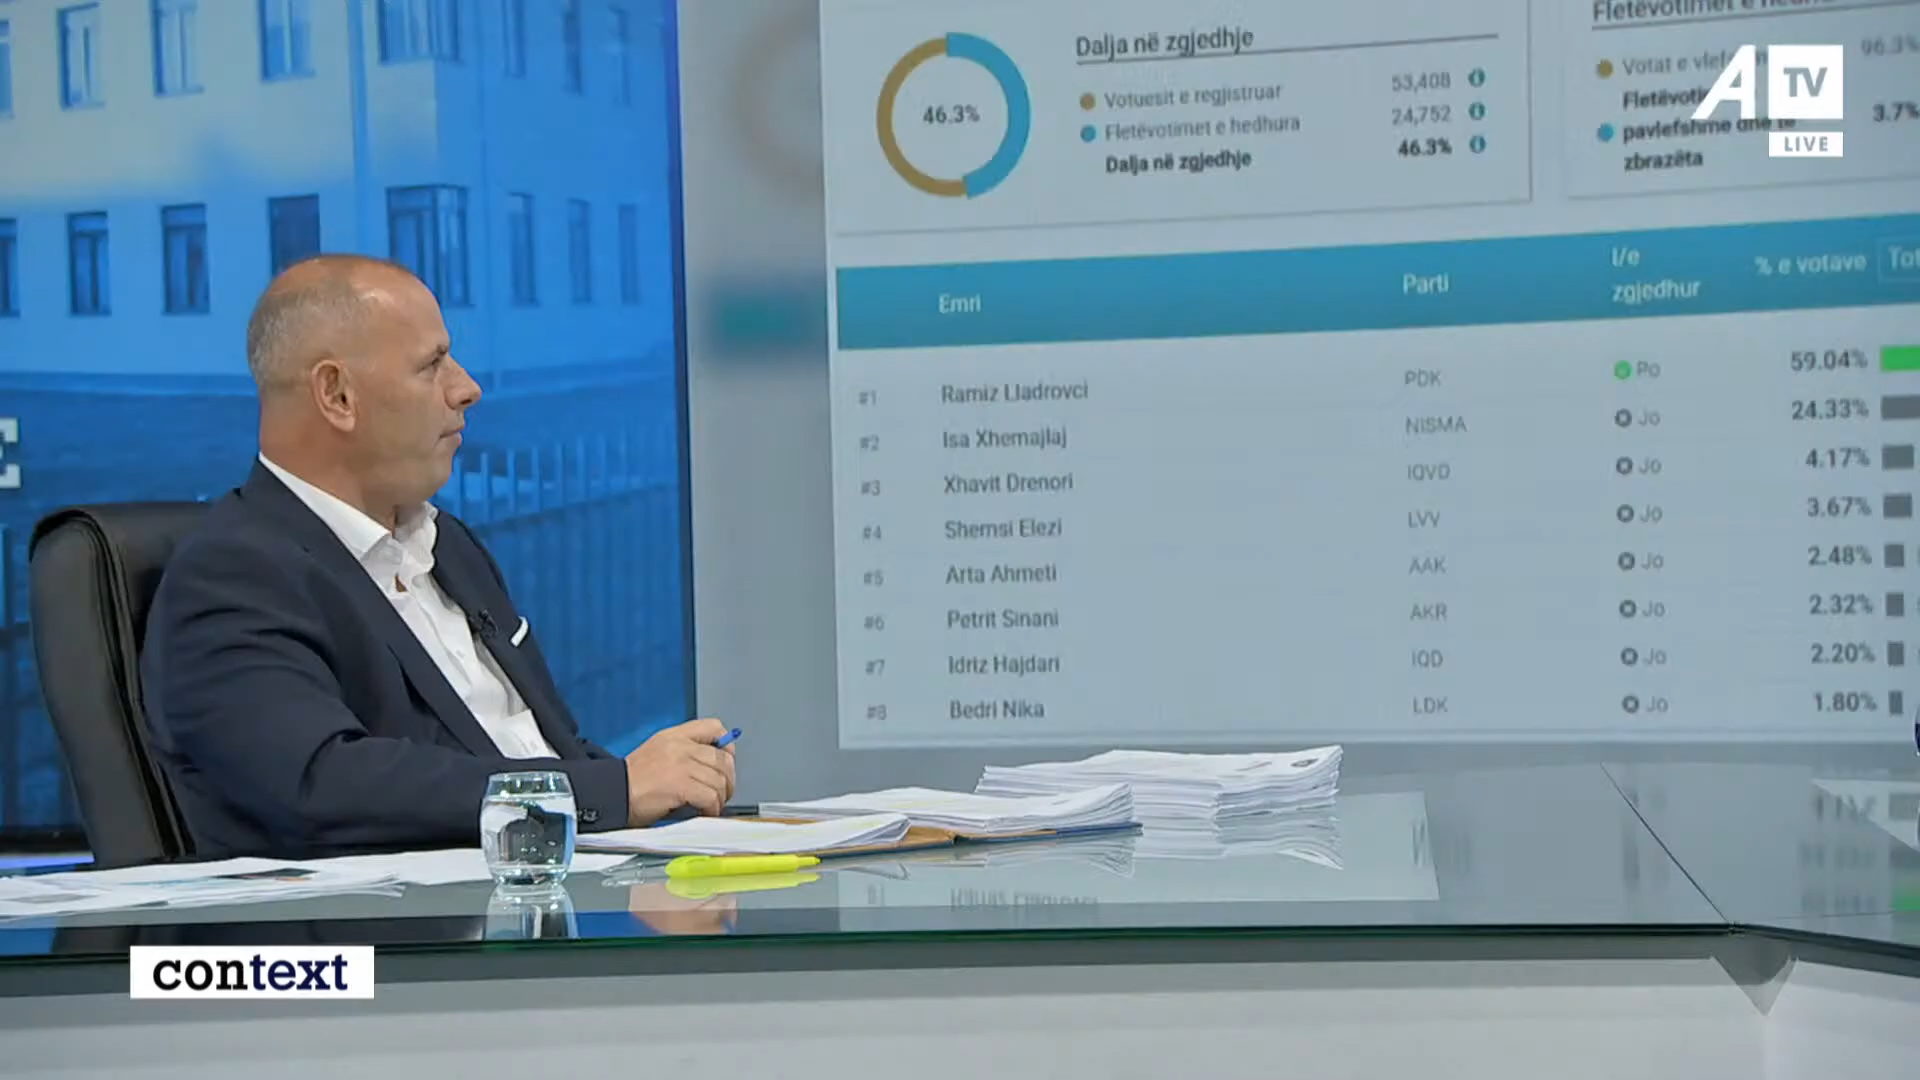 Dalja në zgjedhje
46.3%
Votuesit e regjistruar 53,408
Fletëvotimet e hedhura 24,752
Dalja në zgjedhje 46.3%
Votat e 96.3%
pavlefshme dhe të 3.7%
zbrazëta
A TV
LIVE
Emri Parti I/e zgjedhur % e votave
#1 Ramiz Lladrovci PDK Po 59.04%
#2 Isa Xhemajlaj NISMA Jo 24.33%
#3 Xhavit Drenori IQVD Jo 4.17%
#4 Shemsi Elezi LVV Jo 3.67%
#5 Arta Ahmeti AAK Jo 2.48%
#6 Petrit Sinani AKR Jo 2.32%
#7 Idriz Hajdari IQD Jo 2.20%
#8 Bedri Nika LDK Jo 1.80%
E
context